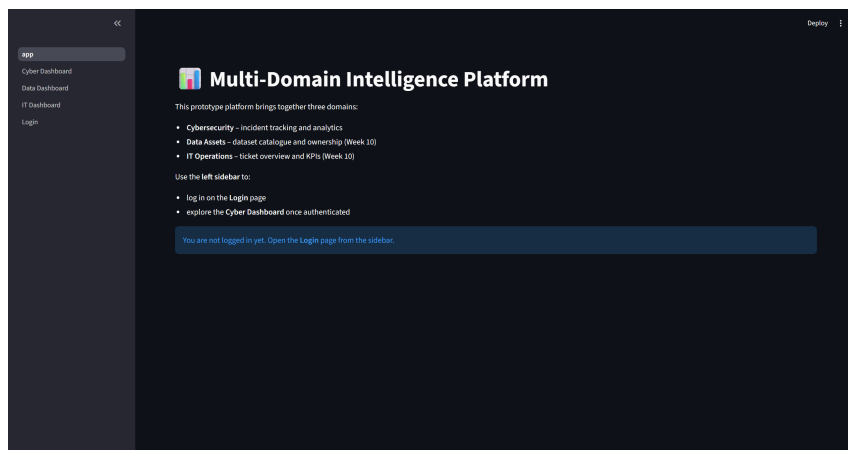 Deploy
app
Cyber Dashboard
Data Dashboard
IT Dashboard
Login
Multi-Domain Intelligence Platform
This prototype platform brings together three domains:
• Cybersecurity – incident tracking and analytics
• Data Assets – dataset catalogue and ownership (Week 10)
• IT Operations – ticket overview and KPIs (Week 10)
Use the left sidebar to:
• log in on the Login page
• explore the Cyber Dashboard once authenticated
You are not logged in yet. Open the Login page from the sidebar.